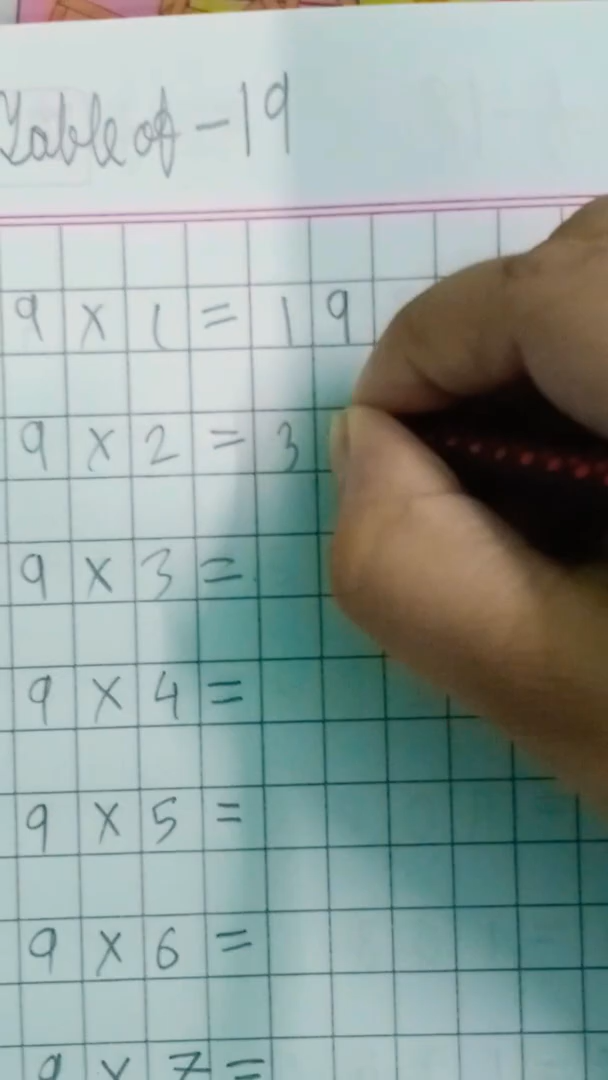 Table of - 19
9 × 1 = 19
9 × 2 = 3
9 × 3 =
9 × 4 =
9 × 5 =
9 × 6 =
9 × 7 =